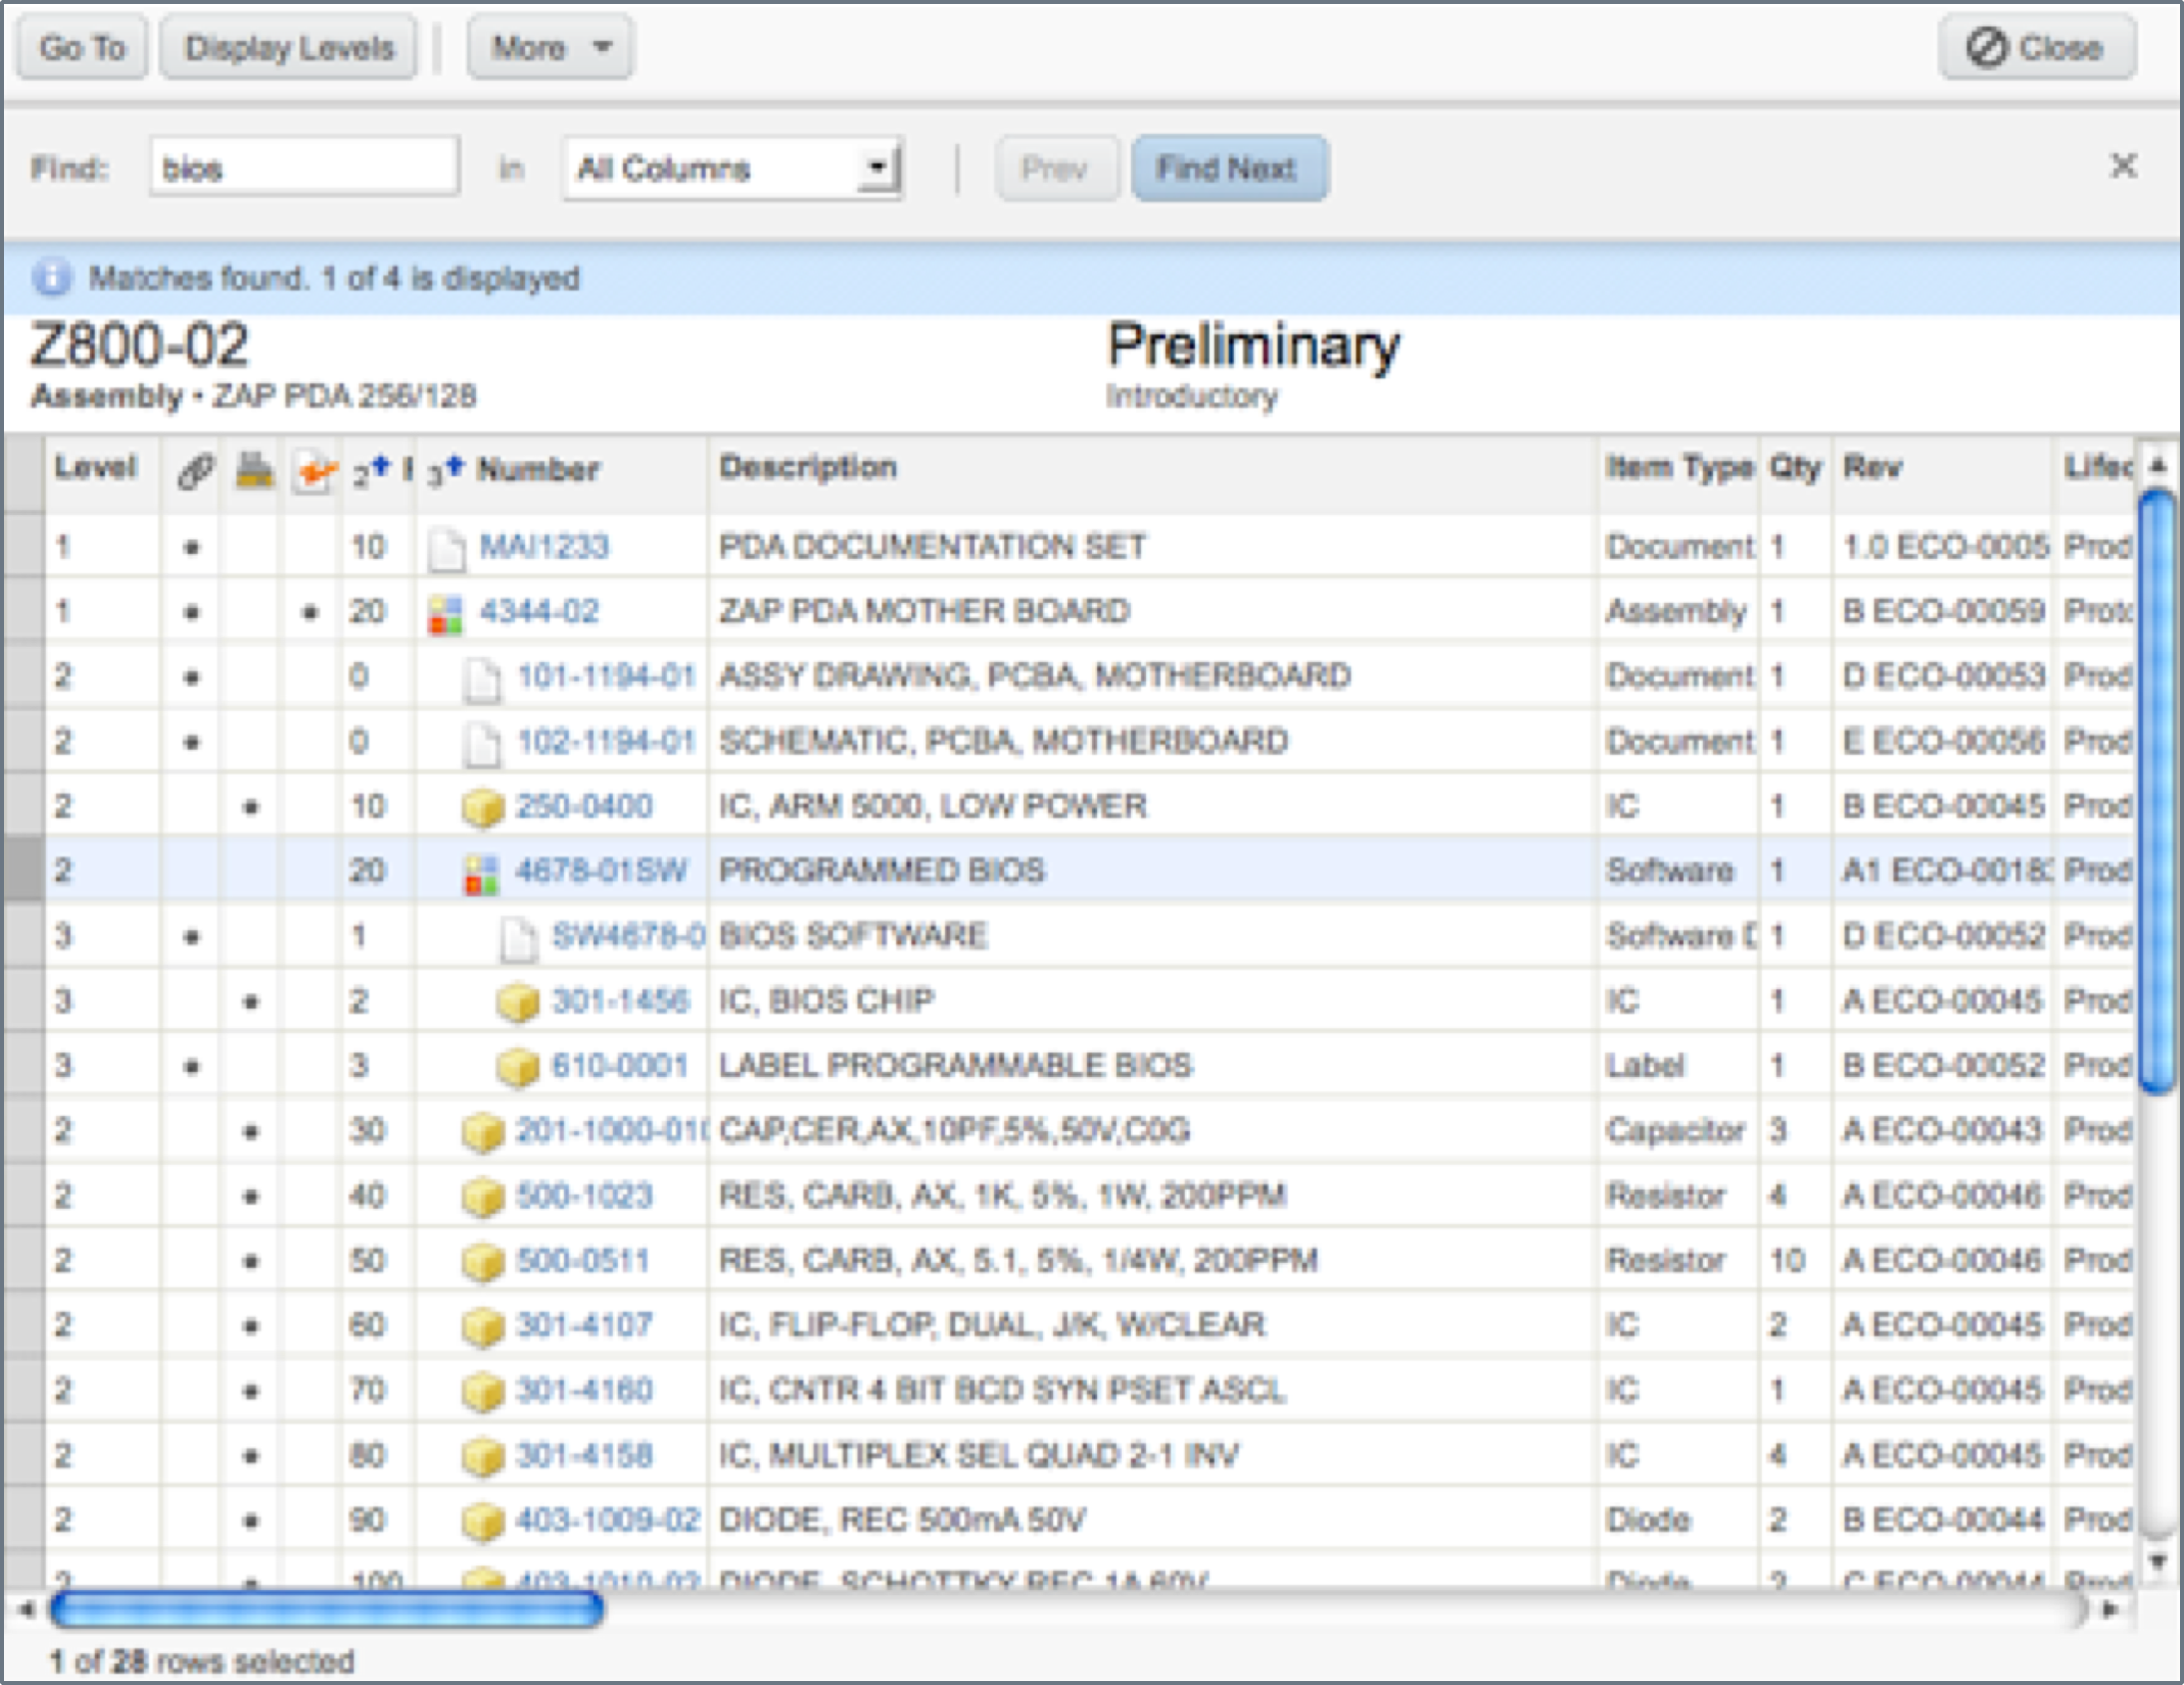 Go To Display Levels More Close
Find: bios in All Columns Prev Find Next
Matches found. 1 of 4 is displayed
Z800-02 Preliminary
Assembly • ZAP PDA 256/128 Introductory
Level 2 3 Number Description Item Type Qty Rev Lifec
1 • 10 MAI1233 PDA DOCUMENTATION SET Document 1 1.0 ECO-0005 Prod
1 • • 20 4344-02 ZAP PDA MOTHER BOARD Assembly 1 B ECO-00059 Proto
2 • 0 101-1194-01 ASSY DRAWING, PCBA, MOTHERBOARD Document 1 D ECO-00053 Prod
2 • 0 102-1194-01 SCHEMATIC, PCBA, MOTHERBOARD Document 1 E ECO-00056 Prod
2 • 10 250-0400 IC, ARM 5000, LOW POWER IC 1 B ECO-00045 Prod
2 20 4678-01SW PROGRAMMED BIOS Software 1 A1 ECO-0018 Prod
3 • 1 SW4678-0 BIOS SOFTWARE Software D 1 D ECO-00052 Prod
3 • 2 301-1456 IC, BIOS CHIP IC 1 A ECO-00045 Prod
3 • 3 610-0001 LABEL PROGRAMMABLE BIOS Label 1 B ECO-00052 Prod
2 • 30 201-1000-010 CAP,CER,AX,10PF,5%,50V,C0G Capacitor 3 A ECO-00043 Prod
2 • 40 500-1023 RES, CARB, AX, 1K, 5%, 1W, 200PPM Resistor 4 A ECO-00046 Prod
2 • 50 500-0511 RES, CARB, AX, 5.1, 5%, 1/4W, 200PPM Resistor 10 A ECO-00046 Prod
2 • 60 301-4107 IC, FLIP-FLOP, DUAL, J/K, W/CLEAR IC 2 A ECO-00045 Prod
2 • 70 301-4160 IC, CNTR 4 BIT BCD SYN PSET ASCL IC 1 A ECO-00045 Prod
2 • 80 301-4158 IC, MULTIPLEX SEL QUAD 2-1 INV IC 4 A ECO-00045 Prod
2 • 90 403-1009-02 DIODE, REC 500mA 50V Diode 2 B ECO-00044 Prod
2 • 100 403-1010-02 DIODE, SCHOTTKY REC 1A 60V Diode 2 C ECO-00044 Prod
1 of 28 rows selected